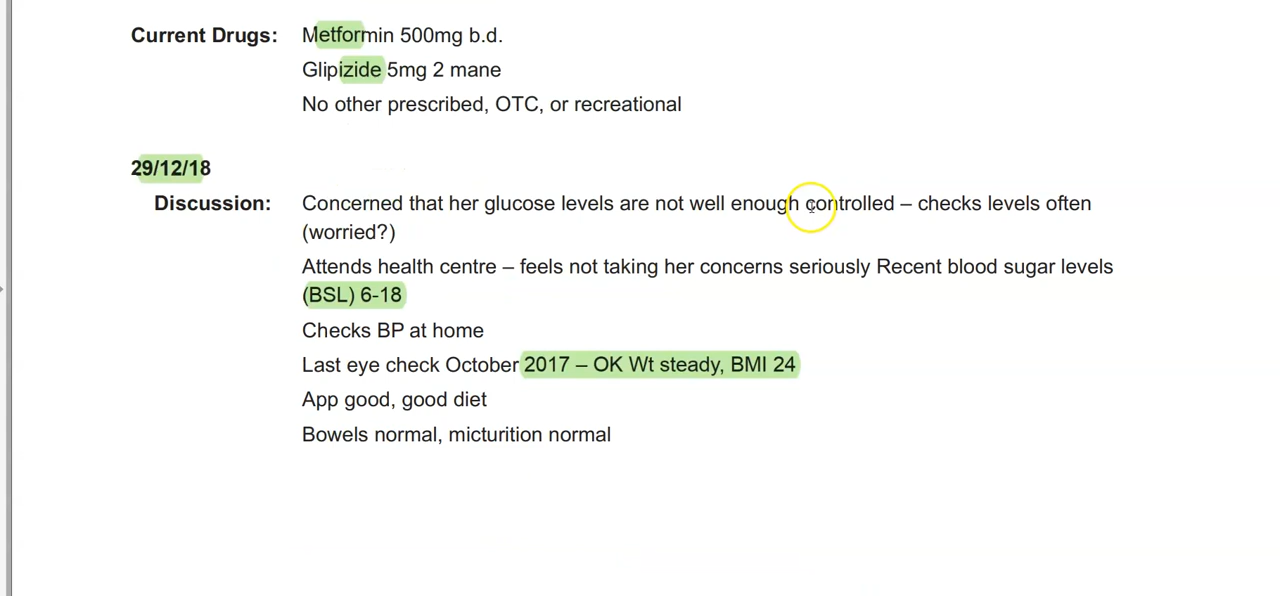 Current Drugs: Metformin 500mg b.d.
Glipizide 5mg 2 mane
No other prescribed, OTC, or recreational
29/12/18
Discussion: Concerned that her glucose levels are not well enough controlled – checks levels often
(worried?)
Attends health centre – feels not taking her concerns seriously Recent blood sugar levels
(BSL) 6-18
Checks BP at home
Last eye check October 2017 – OK Wt steady, BMI 24
App good, good diet
Bowels normal, micturition normal